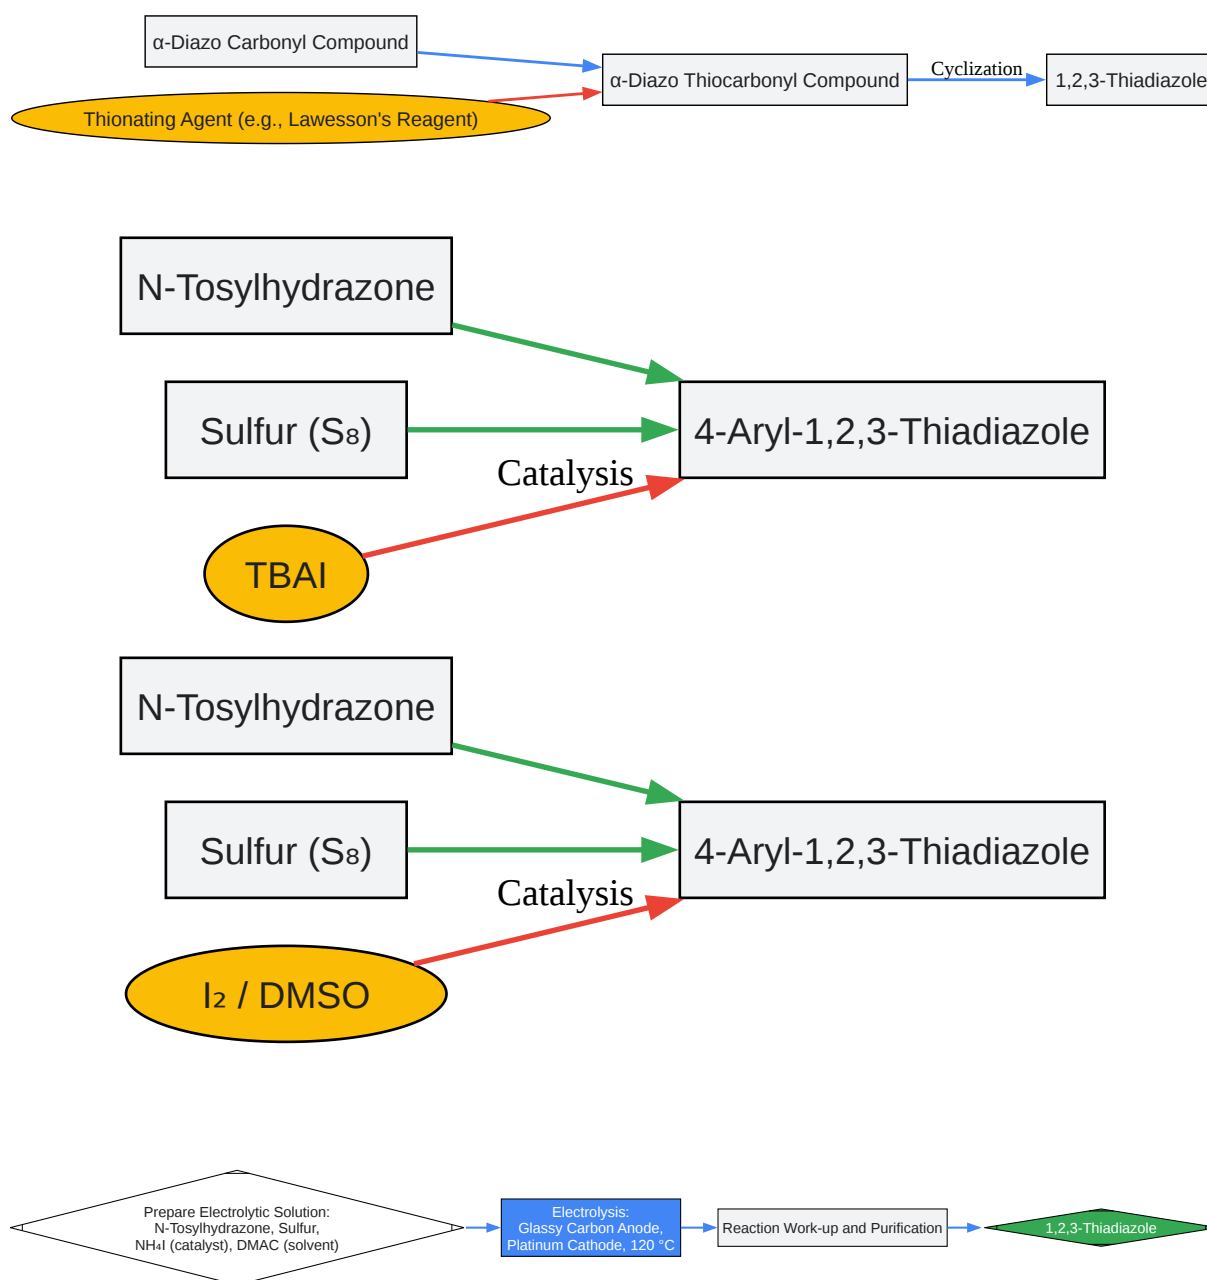 α-Diazo Carbonyl Compound
Thionating Agent (e.g., Lawesson's Reagent)
α-Diazo Thiocarbonyl Compound
Cyclization
1,2,3-Thiadiazole
N-Tosylhydrazone
Sulfur (S₈)
TBAI
Catalysis
4-Aryl-1,2,3-Thiadiazole
N-Tosylhydrazone
Sulfur (S₈)
I₂ / DMSO
Catalysis
4-Aryl-1,2,3-Thiadiazole
Prepare Electrolytic Solution:
N-Tosylhydrazone, Sulfur,
NH₄I (catalyst), DMAC (solvent)
Electrolysis:
Glassy Carbon Anode,
Platinum Cathode, 120 °C
Reaction Work-up and Purification
1,2,3-Thiadiazole